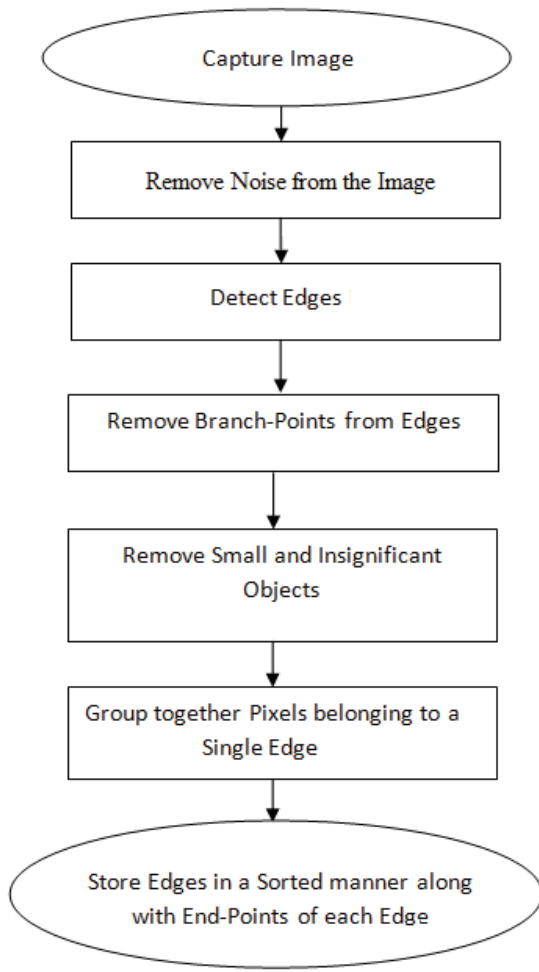 Capture Image
Remove Noise from the Image
Detect Edges
Remove Branch-Points from Edges
Remove Small and Insignificant
Objects
Group together Pixels belonging to a
Single Edge
Store Edges in a Sorted manner along
with End-Points of each Edge